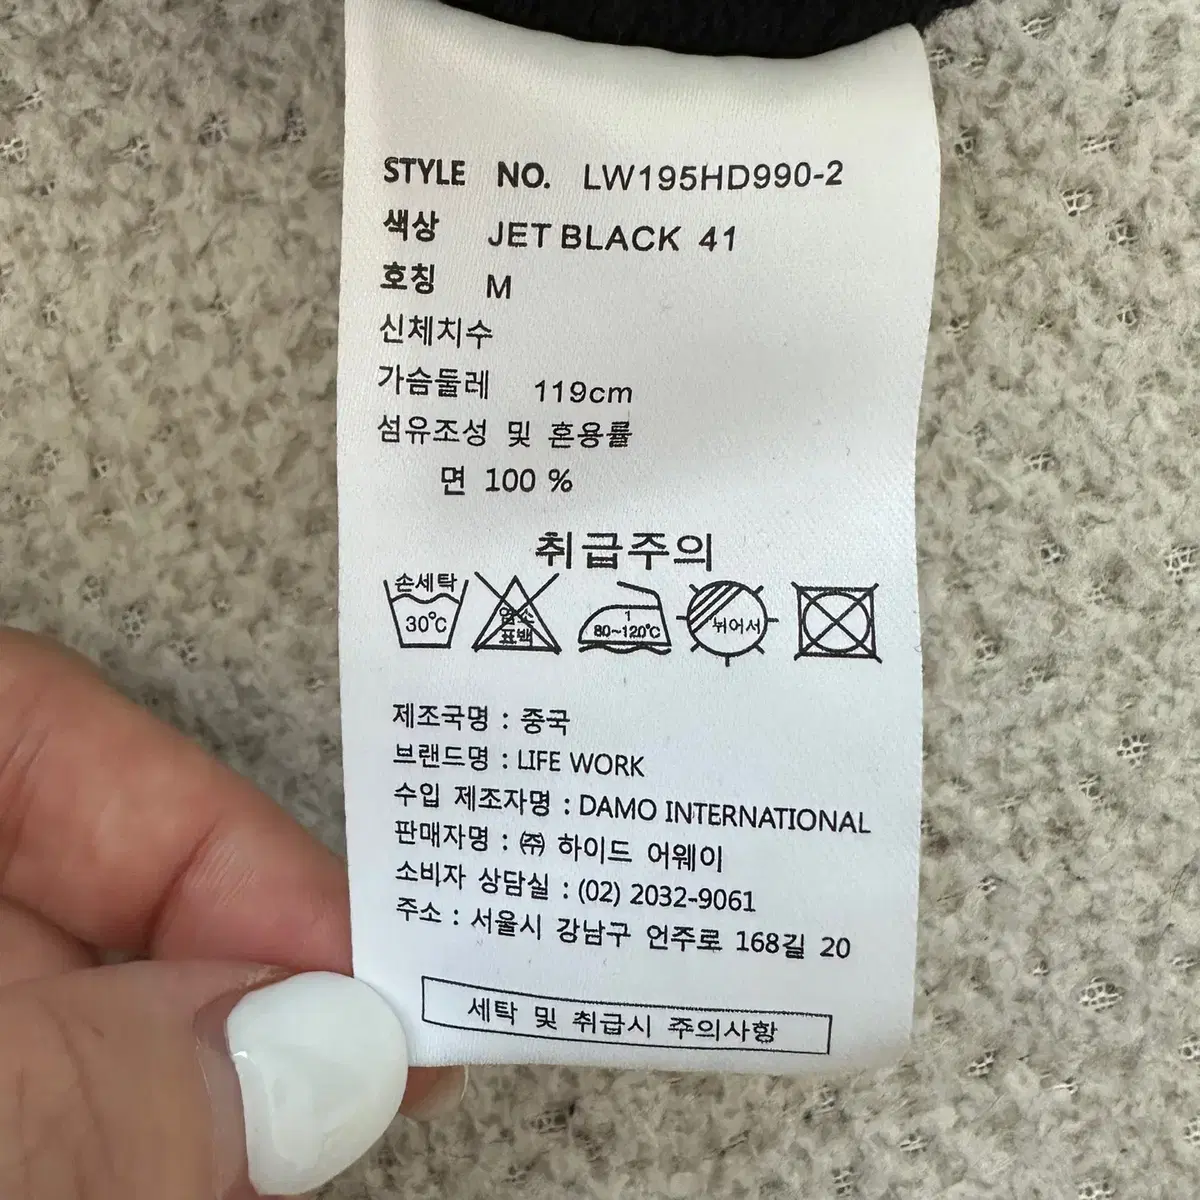 STYLE NO. LW195HD990-2
색상 JET BLACK 41
호칭 M
신체치수
가슴둘레 119cm
섬유조성 및 혼용률
면 100 %
취급주의
손세탁
30℃
염소
표백
1
80~120℃
뉘어서
제조국명 : 중국
브랜드명 : LIFE WORK
수입 제조자명 : DAMO INTERNATIONAL
판매자명 : ㈜ 하이드 어웨이
소비자 상담실 : (02) 2032-9061
주소 : 서울시 강남구 언주로 168길 20
세탁 및 취급시 주의사항